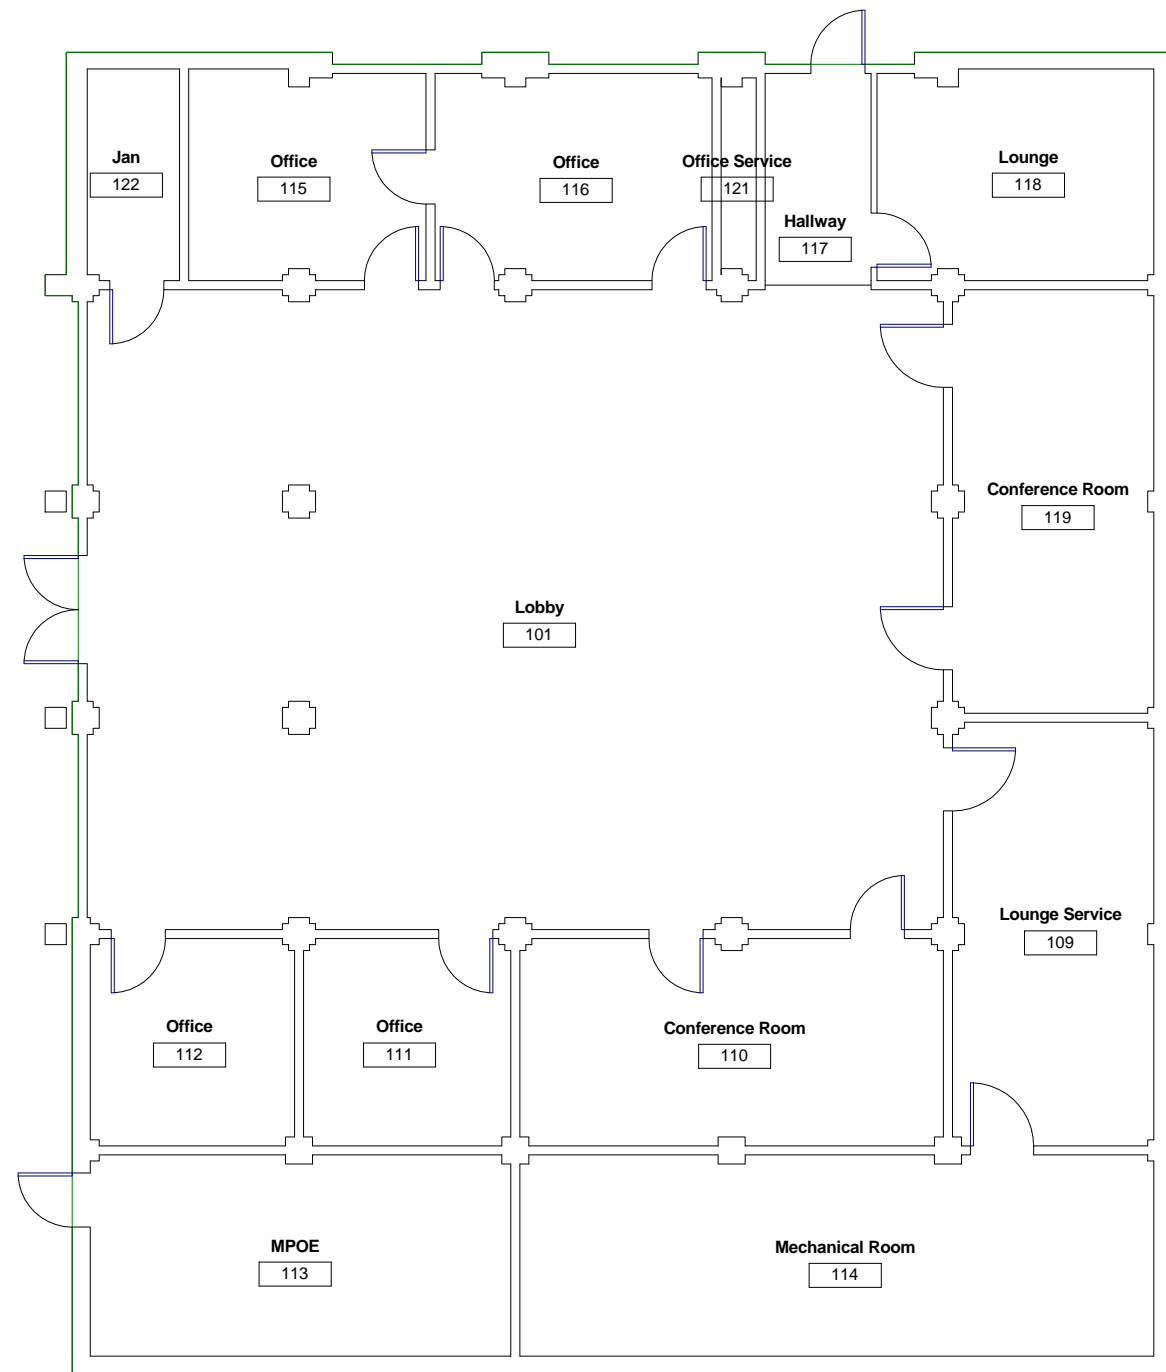 Jan
122
Office
115
Office
116
Office Service
121
Lounge
118
Hallway
117
Conference Room
119
Lobby
101
Lounge Service
109
Office
112
Office
111
Conference Room
110
MPOE
113
Mechanical Room
114